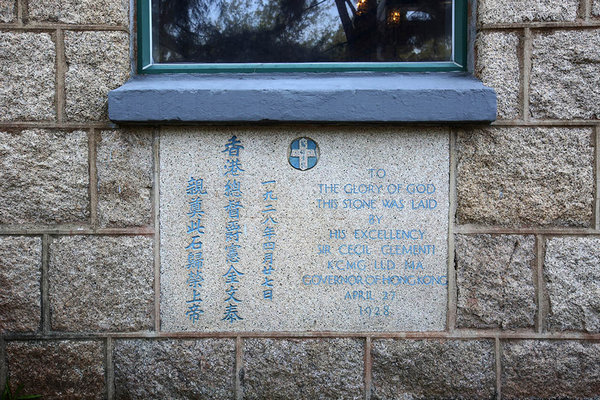 一九二八年四月廿七日
香港總督爵憲金文泰
親奠此石歸榮上帝
TO
THE GLORY OF GOD
THIS STONE WAS LAID
BY
HIS EXCELLENCY
SIR CECIL CLEMENTI
K.C.M.G. LL.D. M.A.
GOVERNOR OF HONGKONG
APRIL 27
1928